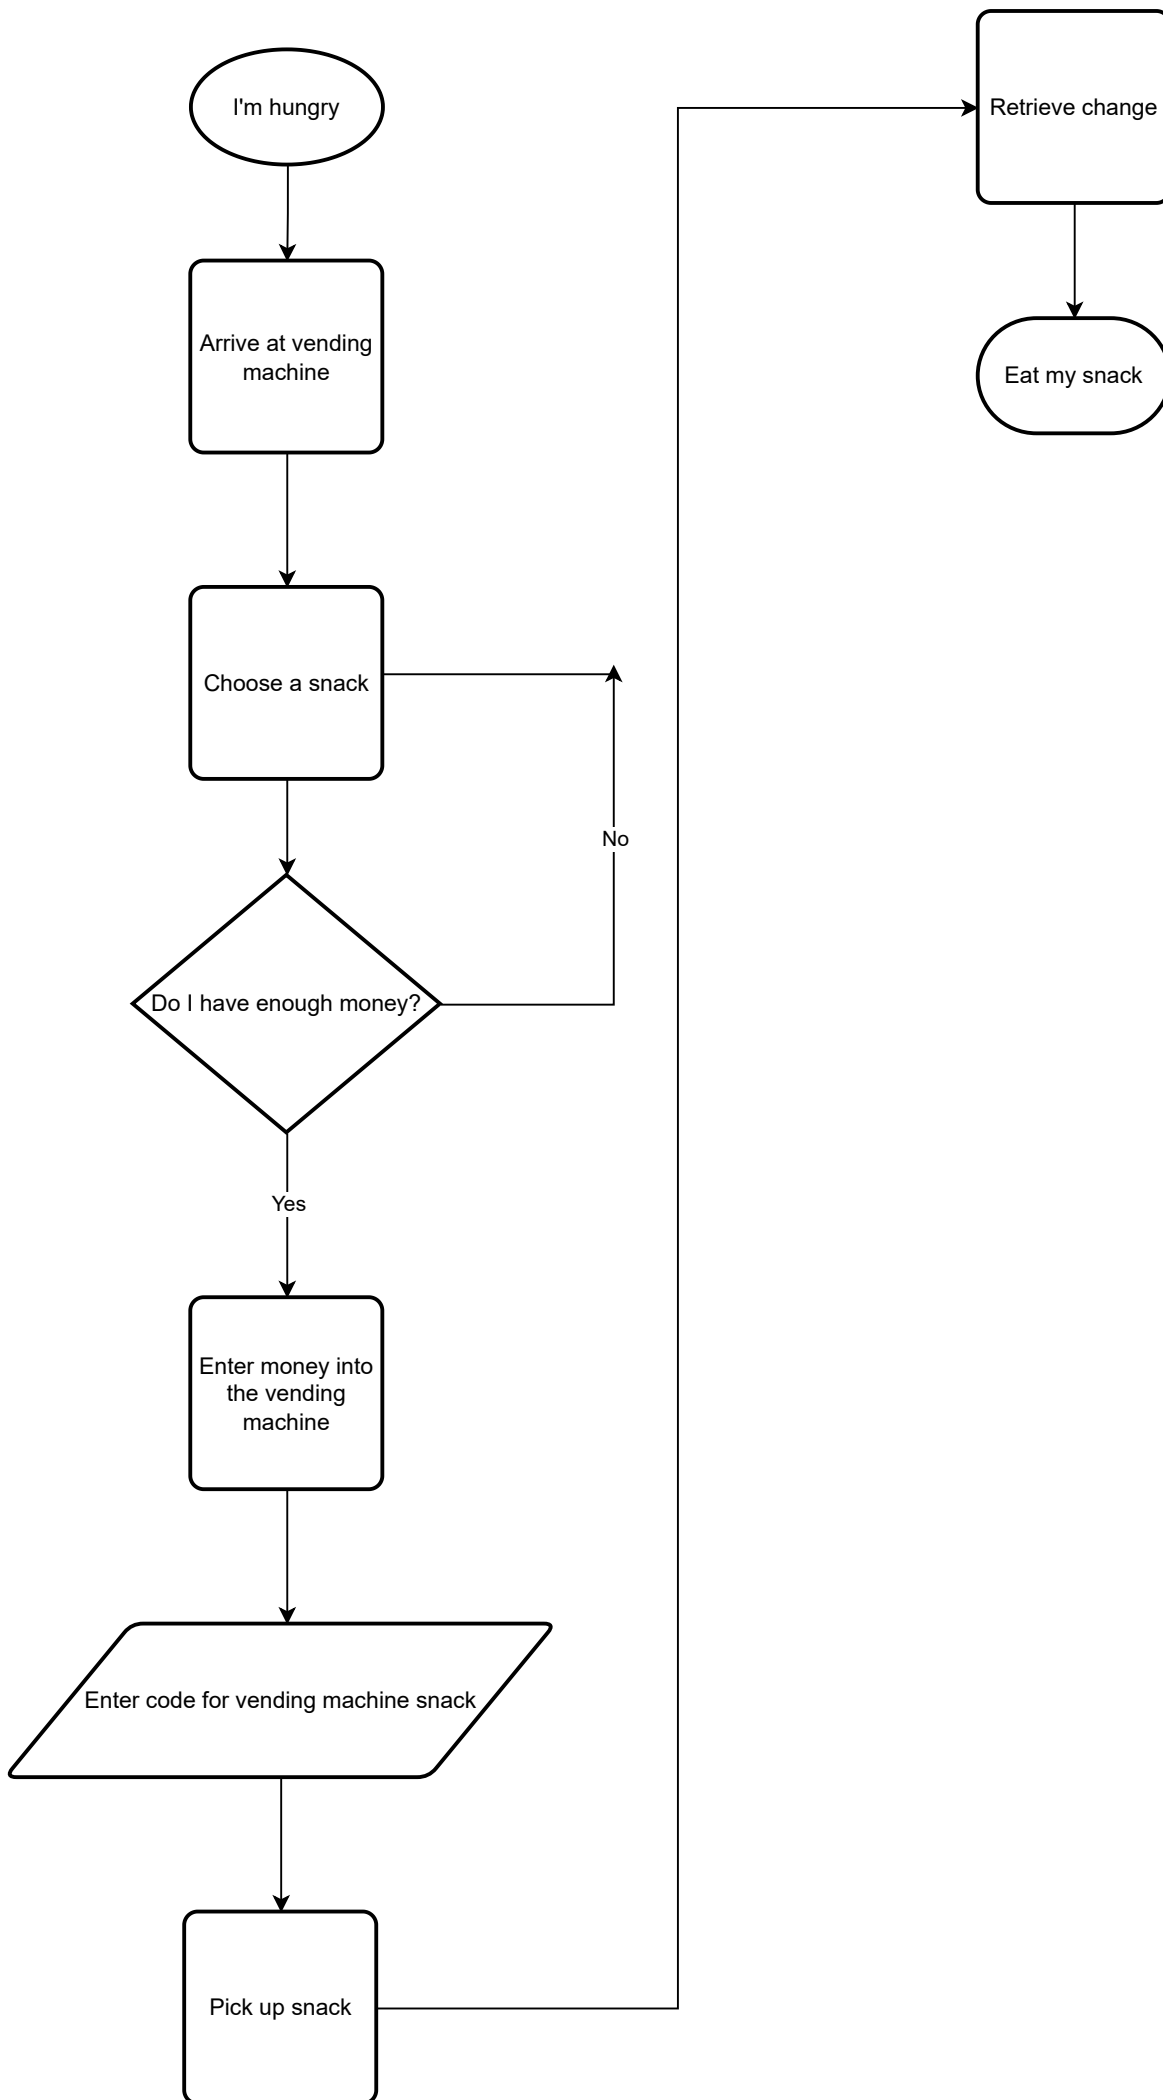 I'm hungry
Arrive at vending
machine
Choose a snack
No
Do I have enough money?
Yes
Enter money into
the vending
machine
Enter code for vending machine snack
Pick up snack
Retrieve change
Eat my snack